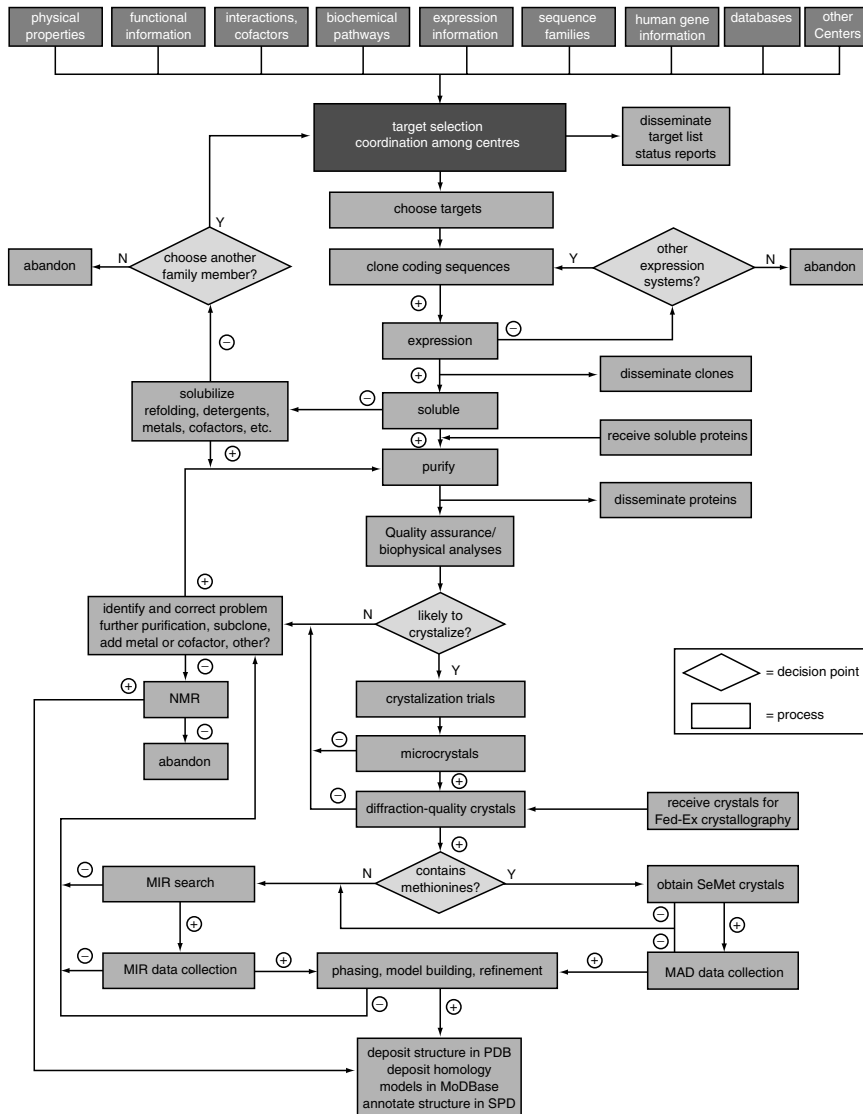 physical
properties
functional
information
interactions,
cofactors
biochemical
pathways
expression
information
sequence
families
human gene
information
databases
other
Centers
target selection
coordination among centres
disseminate
target list
status reports
Y
choose targets
abandon
N
choose another
family member?
clone coding sequences
Y
other
expression
systems?
N
abandon
+
−
expression
−
+
disseminate clones
solubilize
refolding, detergents,
metals, cofactors, etc.
−
soluble
+
receive soluble proteins
+
purify
disseminate proteins
Quality assurance/
biophysical analyses
+
identify and correct problem
further purification, subclone,
add metal or cofactor, other?
N
likely to
crystalize?
Y
−
+
NMR
crystalization trials
−
abandon
−
microcrystals
+
−
diffraction-quality crystals
receive crystals for
Fed-Ex crystallography
+
= decision point
= process
−
MIR search
N
contains
methionines?
Y
obtain SeMet crystals
−
+
+
−
−
MIR data collection
+
phasing, model building, refinement
+
MAD data collection
−
+
deposit structure in PDB
deposit homology
models in MoDBase
annotate structure in SPD